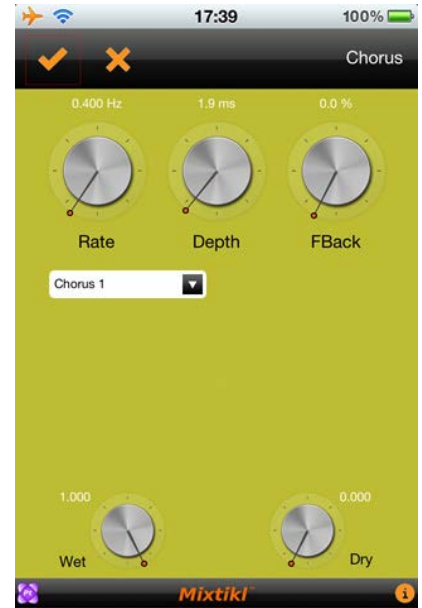 17:39 100%
Chorus
0.400 Hz 1.9 ms 0.0 %
Rate Depth FBack
Chorus 1
1.000 0.000
Wet Dry
Mixtikl